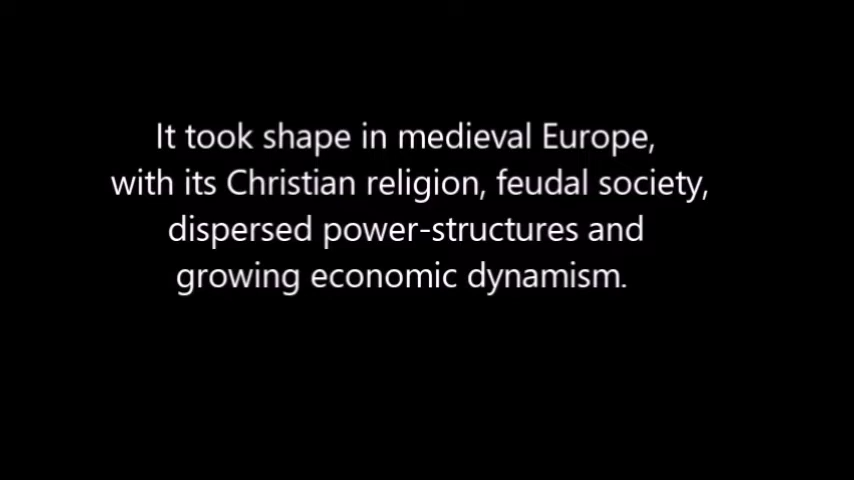 It took shape in medieval Europe,
with its Christian religion, feudal society,
dispersed power-structures and
growing economic dynamism.